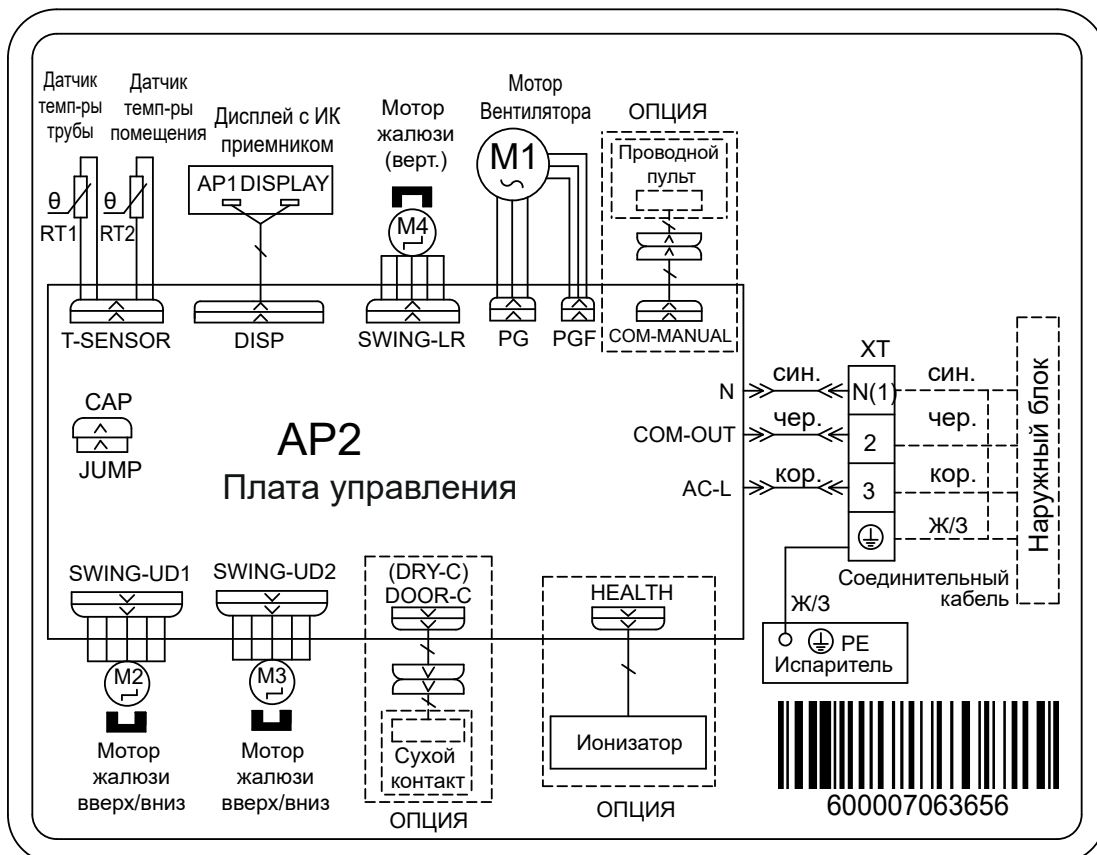 Датчик
темп-ры
трубы
Датчик
темп-ры
помещения
Дисплей с ИК
приемником
Мотор
жалюзи
(верт.)
Мотор
Вентилятора
ОПЦИЯ
Проводной
пульт
AP1 DISPLAY
M1
M4
θ
RT1
θ
RT2
T-SENSOR
DISP
SWING-LR
PG
PGF
COM-MANUAL
XT
CAP
JUMP
AP2
Плата управления
N
син.
N(1)
син.
COM-OUT
чер.
2
чер.
AC-L
кор.
3
кор.
Ж/З
Наружный блок
Соединительный
кабель
Ж/З
PE
Испаритель
SWING-UD1
SWING-UD2
(DRY-C)
DOOR-C
HEALTH
M2
M3
Мотор
жалюзи
вверх/вниз
Мотор
жалюзи
вверх/вниз
Сухой
контакт
ОПЦИЯ
Ионизатор
ОПЦИЯ
600007063656